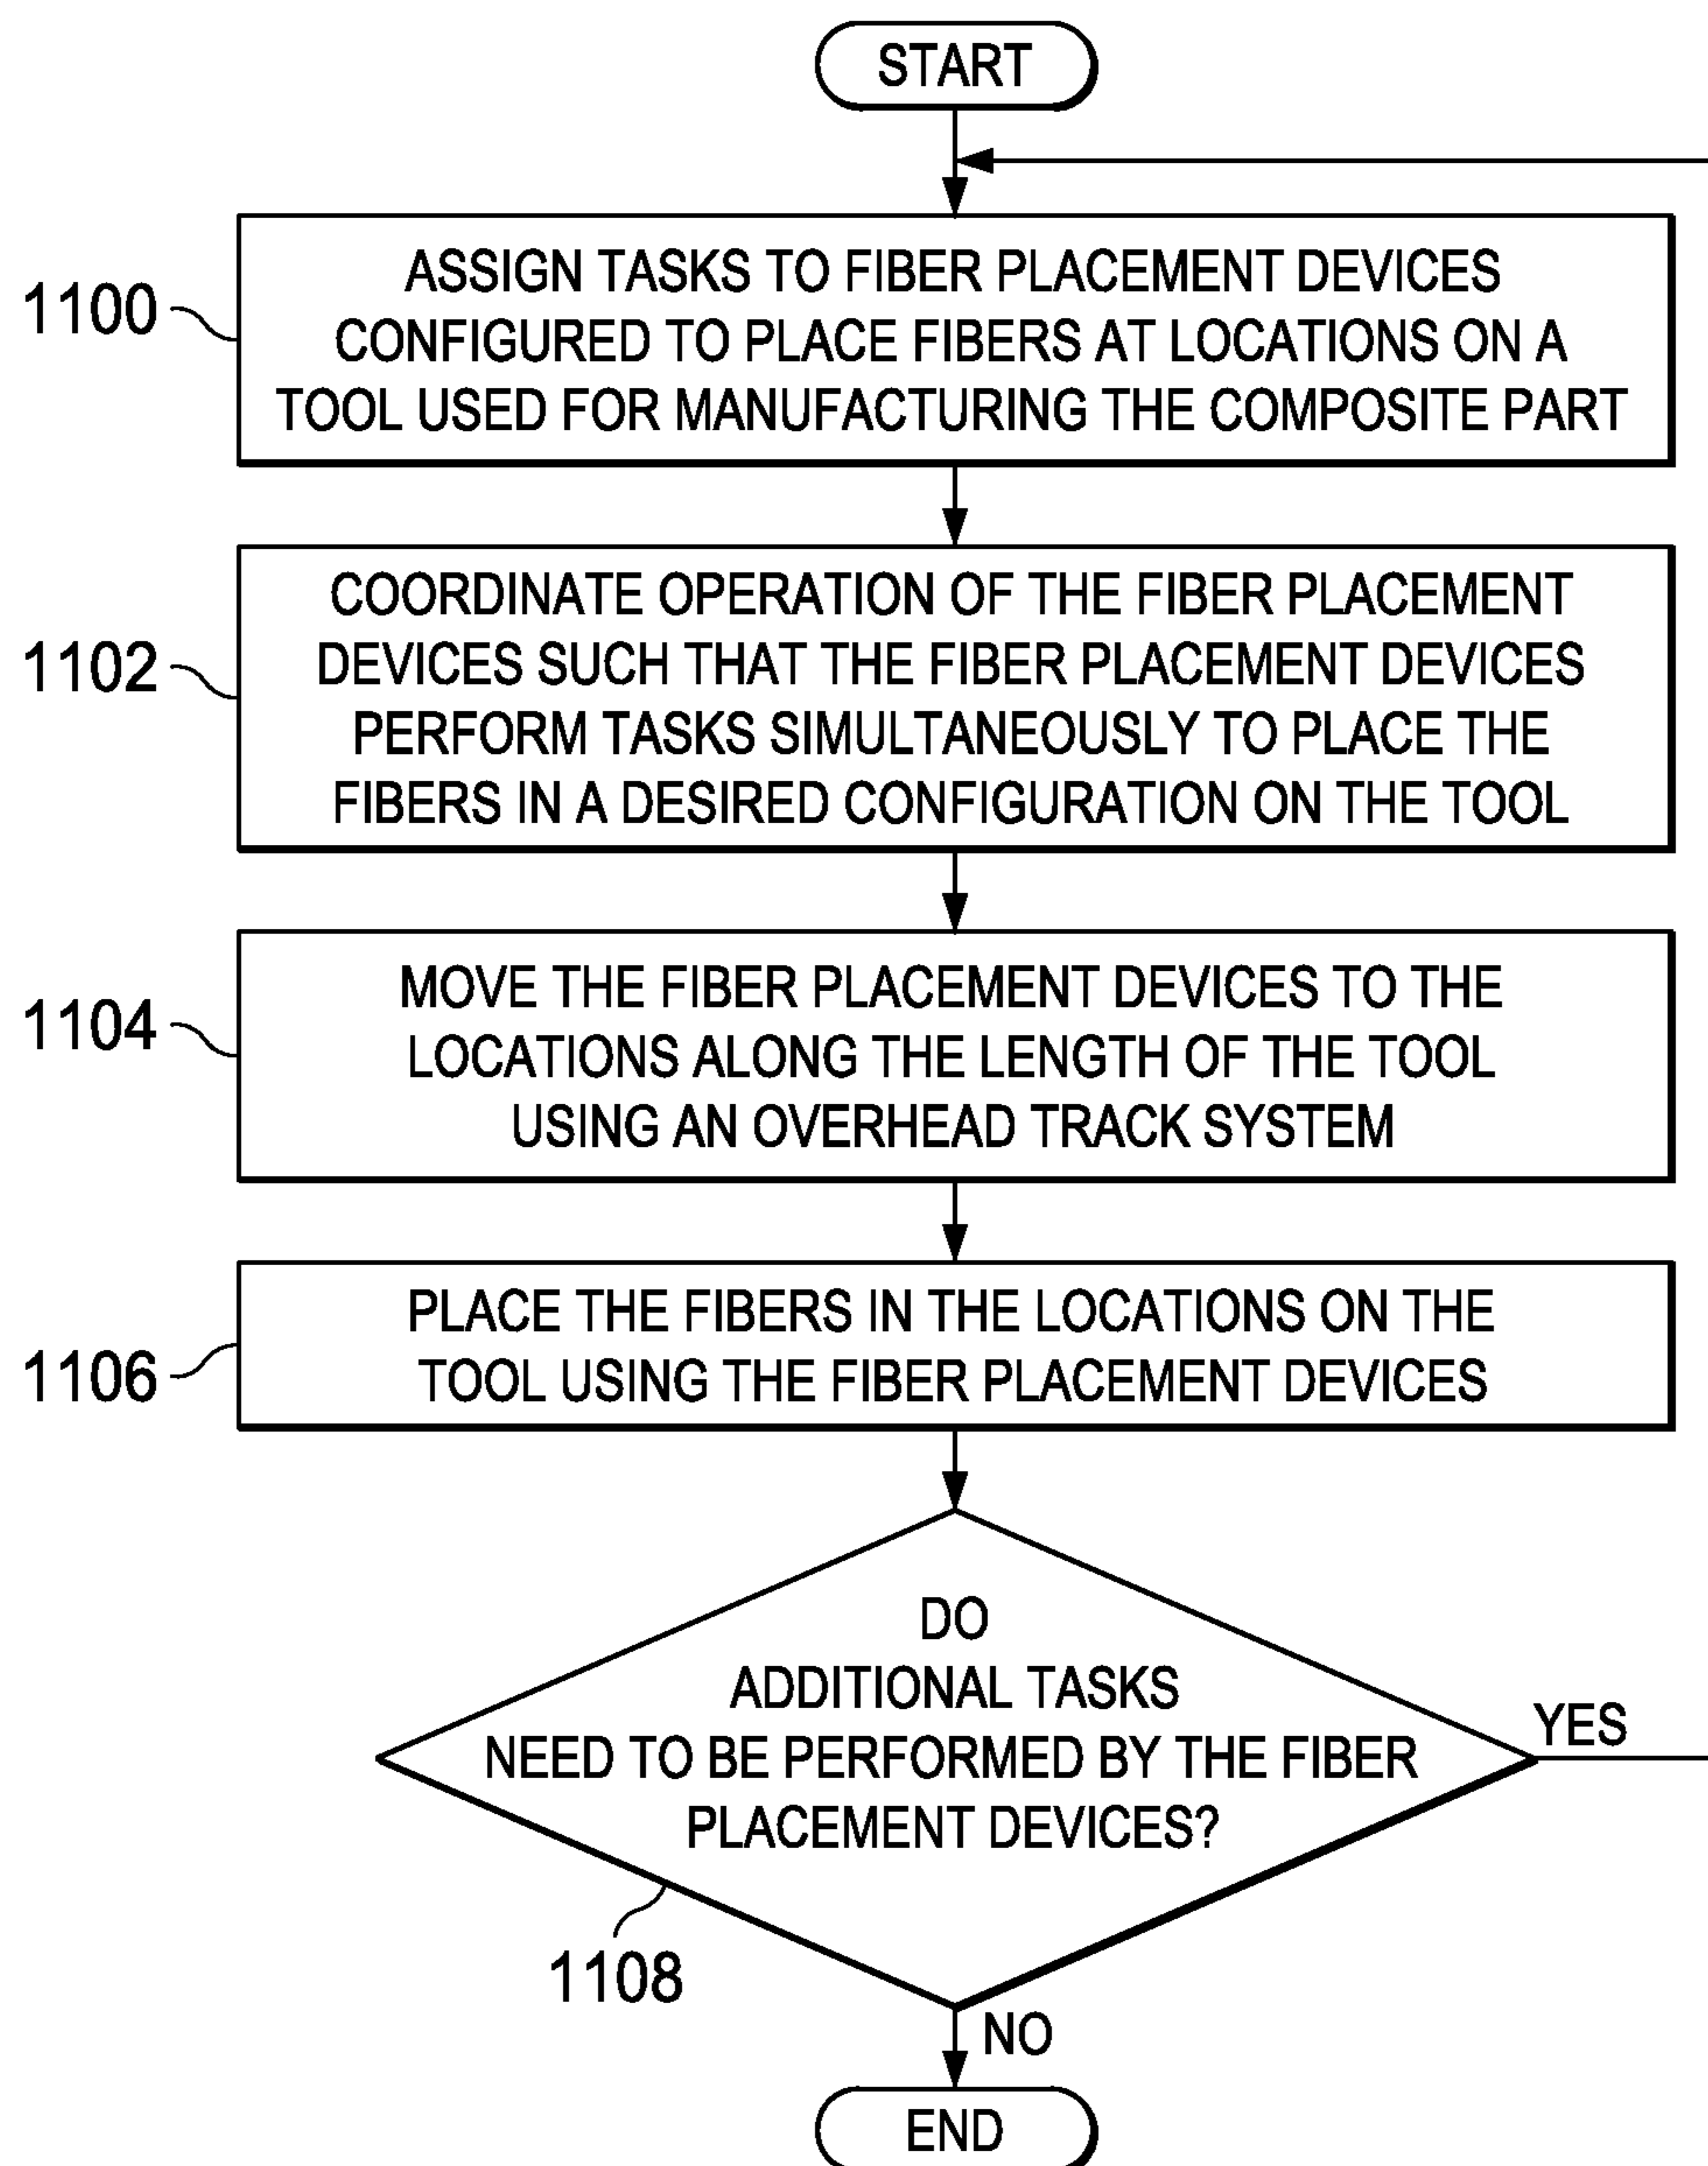 START
1100
ASSIGN TASKS TO FIBER PLACEMENT DEVICES
CONFIGURED TO PLACE FIBERS AT LOCATIONS ON A
TOOL USED FOR MANUFACTURING THE COMPOSITE PART
1102
COORDINATE OPERATION OF THE FIBER PLACEMENT
DEVICES SUCH THAT THE FIBER PLACEMENT DEVICES
PERFORM TASKS SIMULTANEOUSLY TO PLACE THE
FIBERS IN A DESIRED CONFIGURATION ON THE TOOL
1104
MOVE THE FIBER PLACEMENT DEVICES TO THE
LOCATIONS ALONG THE LENGTH OF THE TOOL
USING AN OVERHEAD TRACK SYSTEM
1106
PLACE THE FIBERS IN THE LOCATIONS ON THE
TOOL USING THE FIBER PLACEMENT DEVICES
DO
ADDITIONAL TASKS
NEED TO BE PERFORMED BY THE FIBER
PLACEMENT DEVICES?
YES
1108
NO
END